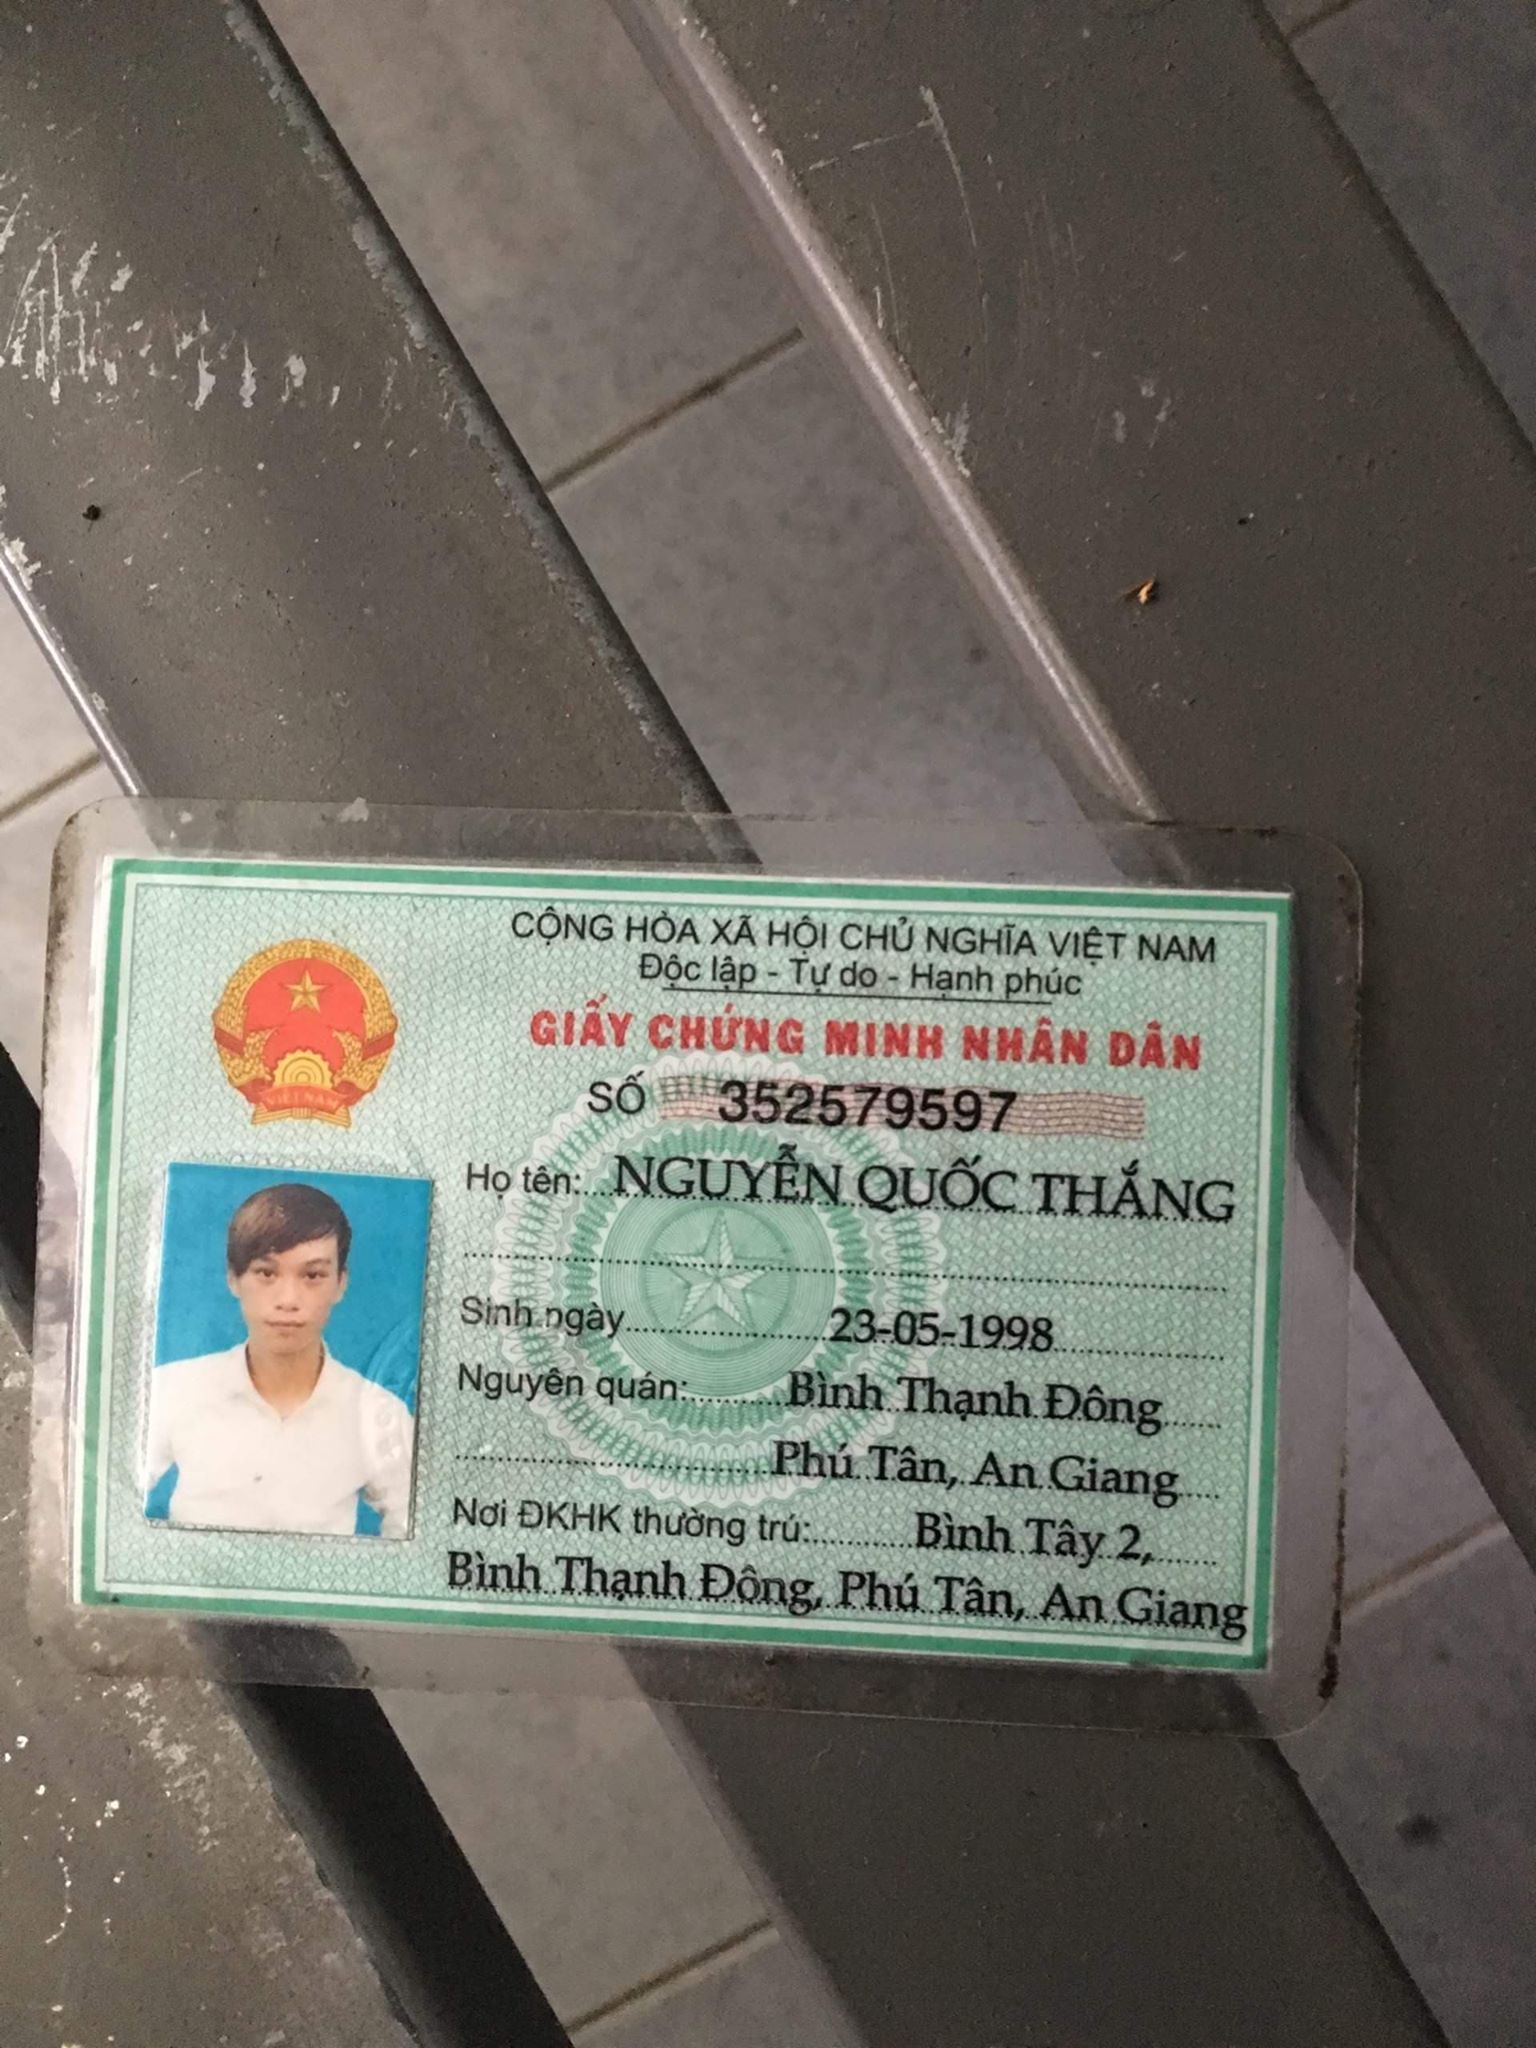 CỘNG HÒA XÃ HỘI CHỦ NGHĨA VIỆT NAM
Độc lập - Tự do - Hạnh phúc
GIẤY CHỨNG MINH NHÂN DÂN
SỐ 352579597
Họ tên: NGUYỄN QUỐC THẮNG
Sinh ngày 23-05-1998
Nguyên quán: Bình Thạnh Đông
Phú Tân, An Giang
Nơi ĐKHK thường trú: Bình Tây 2,
Bình Thạnh Đông, Phú Tân, An Giang
VIỆT NAM